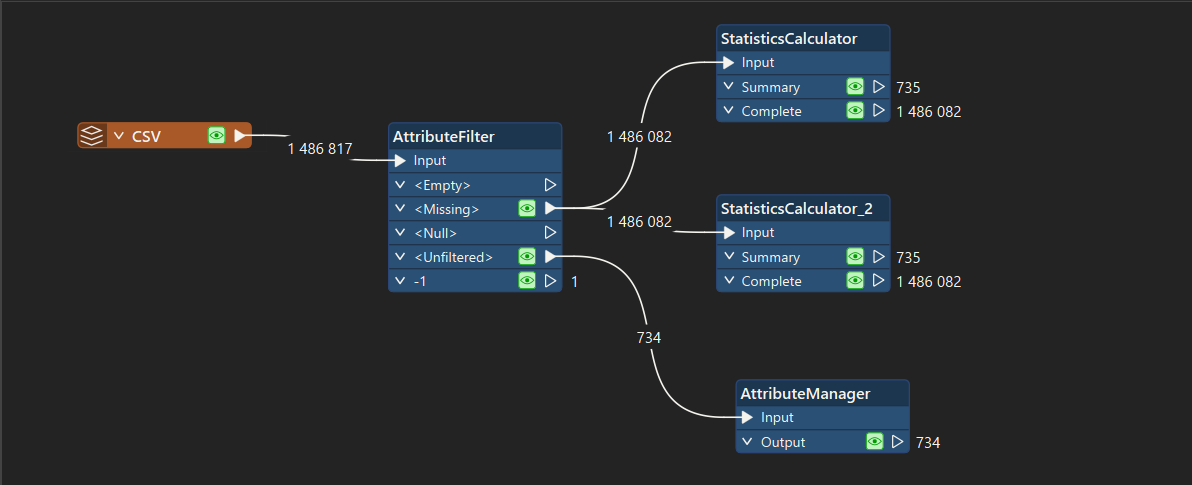 CSV
1 486 817
AttributeFilter
Input
<Empty>
<Missing>
<Null>
<Unfiltered>
-1
1
1 486 082
1 486 082
734
StatisticsCalculator
Input
Summary
735
Complete
1 486 082
StatisticsCalculator_2
Input
Summary
735
Complete
1 486 082
AttributeManager
Input
Output
734